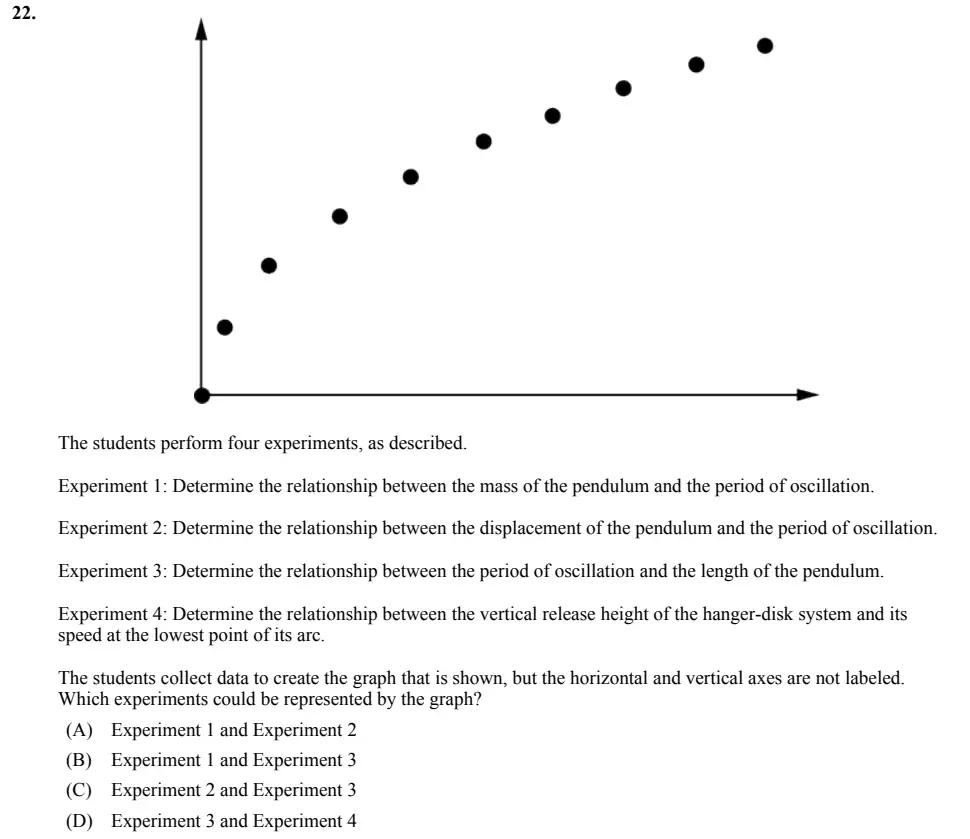 22.
The students perform four experiments, as described.
Experiment 1: Determine the relationship between the mass of the pendulum and the period of oscillation.
Experiment 2: Determine the relationship between the displacement of the pendulum and the period of oscillation.
Experiment 3: Determine the relationship between the period of oscillation and the length of the pendulum.
Experiment 4: Determine the relationship between the vertical release height of the hanger-disk system and its
speed at the lowest point of its arc.
The students collect data to create the graph that is shown, but the horizontal and vertical axes are not labeled.
Which experiments could be represented by the graph?
(A) Experiment 1 and Experiment 2
(B) Experiment 1 and Experiment 3
(C) Experiment 2 and Experiment 3
(D) Experiment 3 and Experiment 4